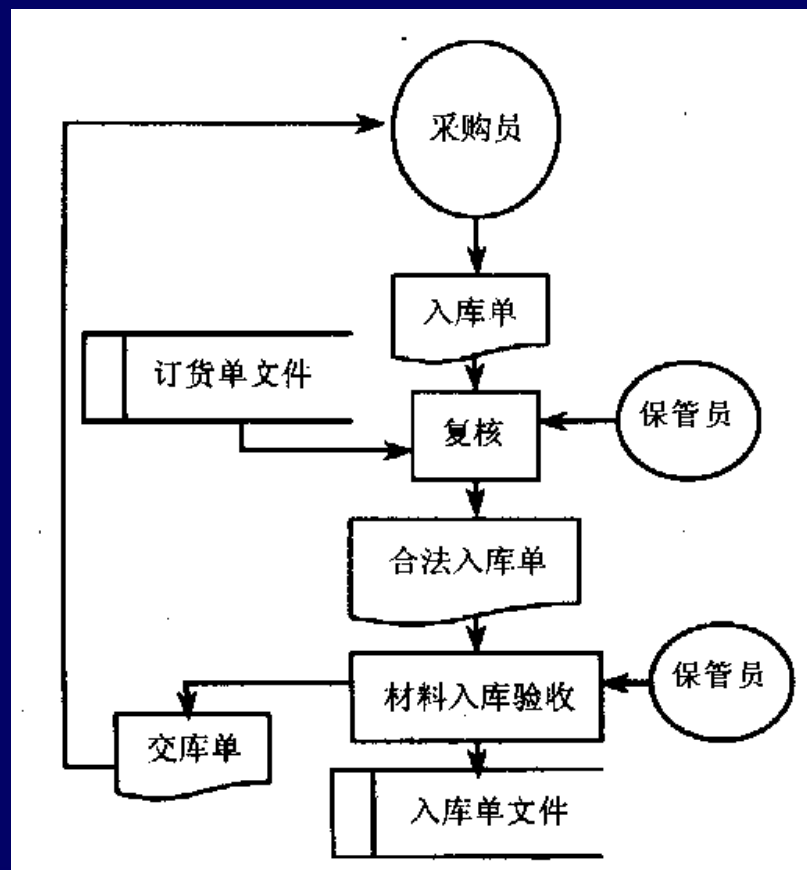 采购员
入库单
订货单文件
复核
保管员
合法入库单
材料入库验收
保管员
交库单
入库单文件